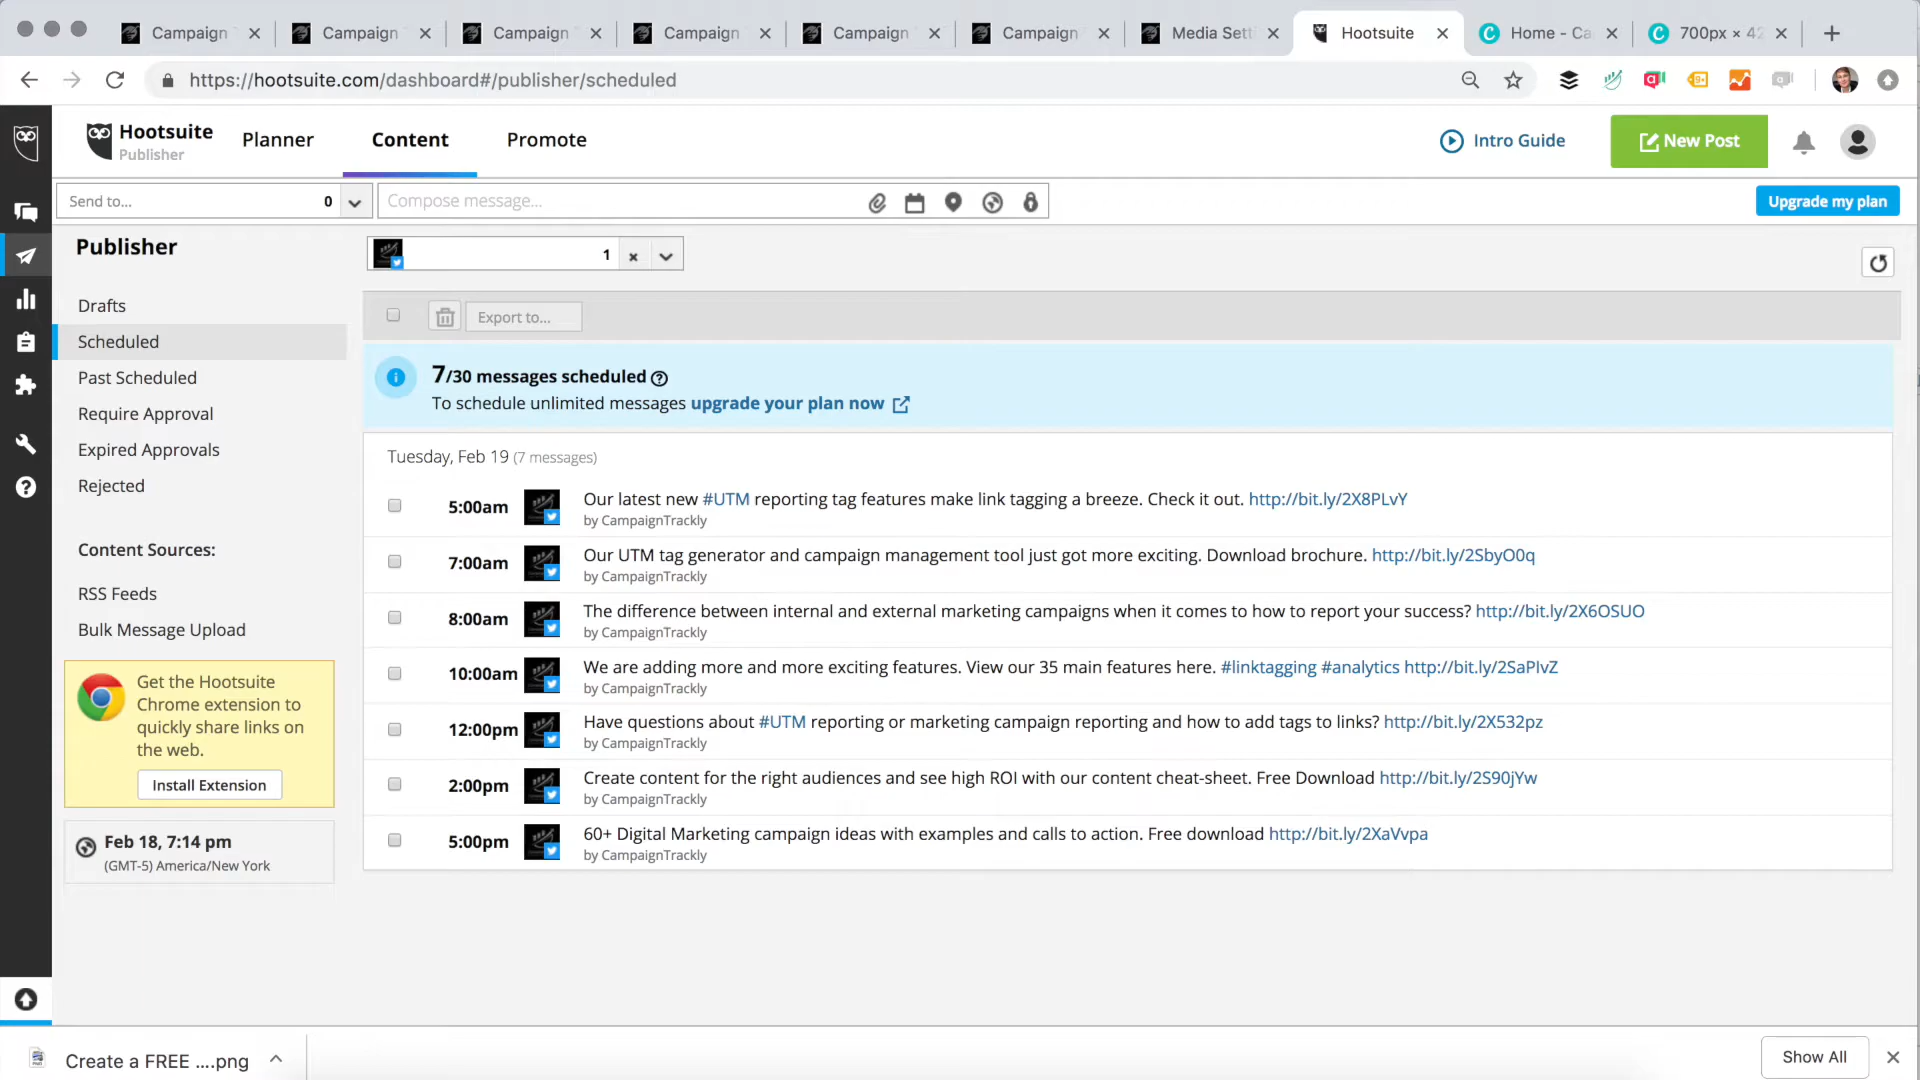 Campaign
Campaign
Campaign
Campaign
Campaign
Campaign
Media Sett
Hootsuite
Home - Ca
700px × 42
https://hootsuite.com/dashboard#/publisher/scheduled
Hootsuite
Publisher
Planner
Content
Promote
Intro Guide
New Post
Send to...
0
Compose message...
Upgrade my plan
Publisher
1
Drafts
Scheduled
Past Scheduled
Require Approval
Expired Approvals
Rejected
Content Sources:
RSS Feeds
Bulk Message Upload
Get the Hootsuite
Chrome extension to
quickly share links on
the web.
Install Extension
Feb 18, 7:14 pm
(GMT-5) America/New York
Export to...
7/30 messages scheduled
To schedule unlimited messages upgrade your plan now
Tuesday, Feb 19 (7 messages)
5:00am
Our latest new #UTM reporting tag features make link tagging a breeze. Check it out. http://bit.ly/2X8PLvY
by CampaignTrackly
7:00am
Our UTM tag generator and campaign management tool just got more exciting. Download brochure. http://bit.ly/2SbyO0q
by CampaignTrackly
8:00am
The difference between internal and external marketing campaigns when it comes to how to report your success? http://bit.ly/2X6OSUO
by CampaignTrackly
10:00am
We are adding more and more exciting features. View our 35 main features here. #linktagging #analytics http://bit.ly/2SaPIvZ
by CampaignTrackly
12:00pm
Have questions about #UTM reporting or marketing campaign reporting and how to add tags to links? http://bit.ly/2X532pz
by CampaignTrackly
2:00pm
Create content for the right audiences and see high ROI with our content cheat-sheet. Free Download http://bit.ly/2S90jYw
by CampaignTrackly
5:00pm
60+ Digital Marketing campaign ideas with examples and calls to action. Free download http://bit.ly/2XaVvpa
by CampaignTrackly
Create a FREE ....png
Show All